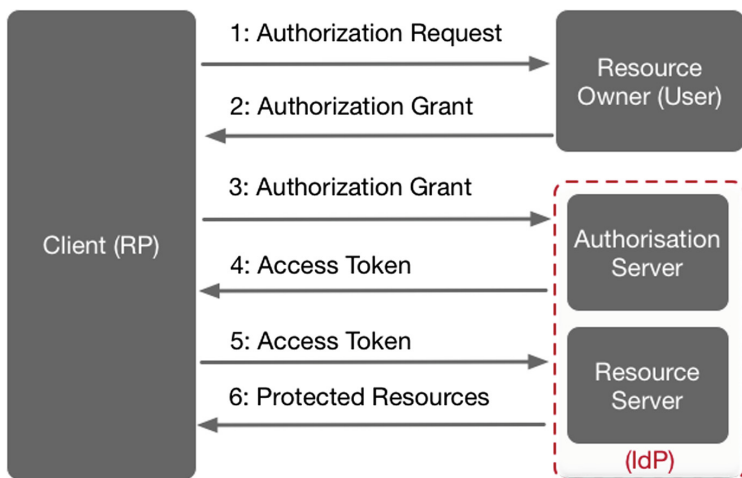 1: Authorization Request
Resource
Owner (User)
2: Authorization Grant
3: Authorization Grant
Client (RP)
Authorisation
Server
4: Access Token
5: Access Token
Resource
Server
6: Protected Resources
(IdP)